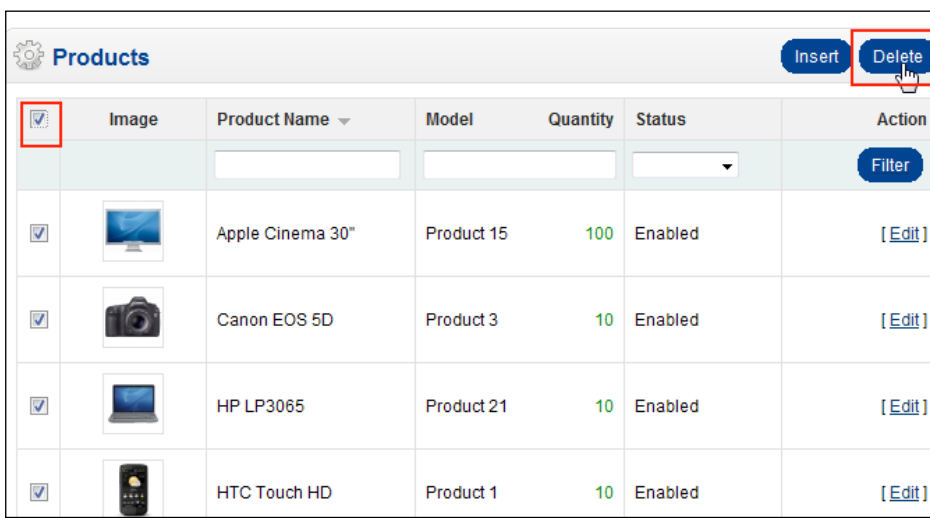 Products Insert Delete
Image Product Name Model Quantity Status Action
Filter
Apple Cinema 30" Product 15 100 Enabled [ Edit ]
Canon EOS 5D Product 3 10 Enabled [ Edit ]
HP LP3065 Product 21 10 Enabled [ Edit ]
HTC Touch HD Product 1 10 Enabled [ Edit ]